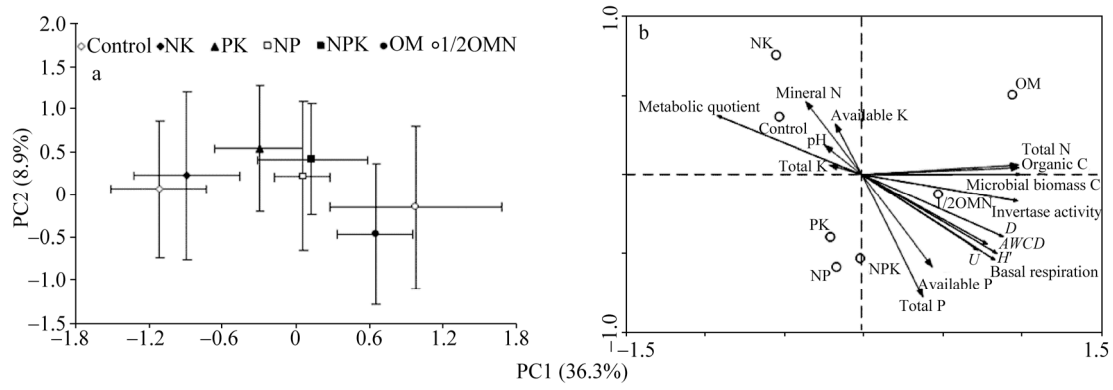 a
PC2 (8.9%)
2.0
1.5
1.0
0.5
0
−0.5
−1.0
−1.5
Control NK PK NP NPK OM 1/2OMN
−1.8 −1.2 −0.6 0 0.6 1.2 1.8
PC1 (36.3%)
b
1.0
−1.0
−1.5 1.5
NK
OM
Mineral N
Metabolic quotient
Available K
Control
pH
Total K
Total N
Organic C
Microbial biomass C
1/2OMN
Invertase activity
PK
D
AWCD
U H'
Basal respiration
NP
NPK
Available P
Total P